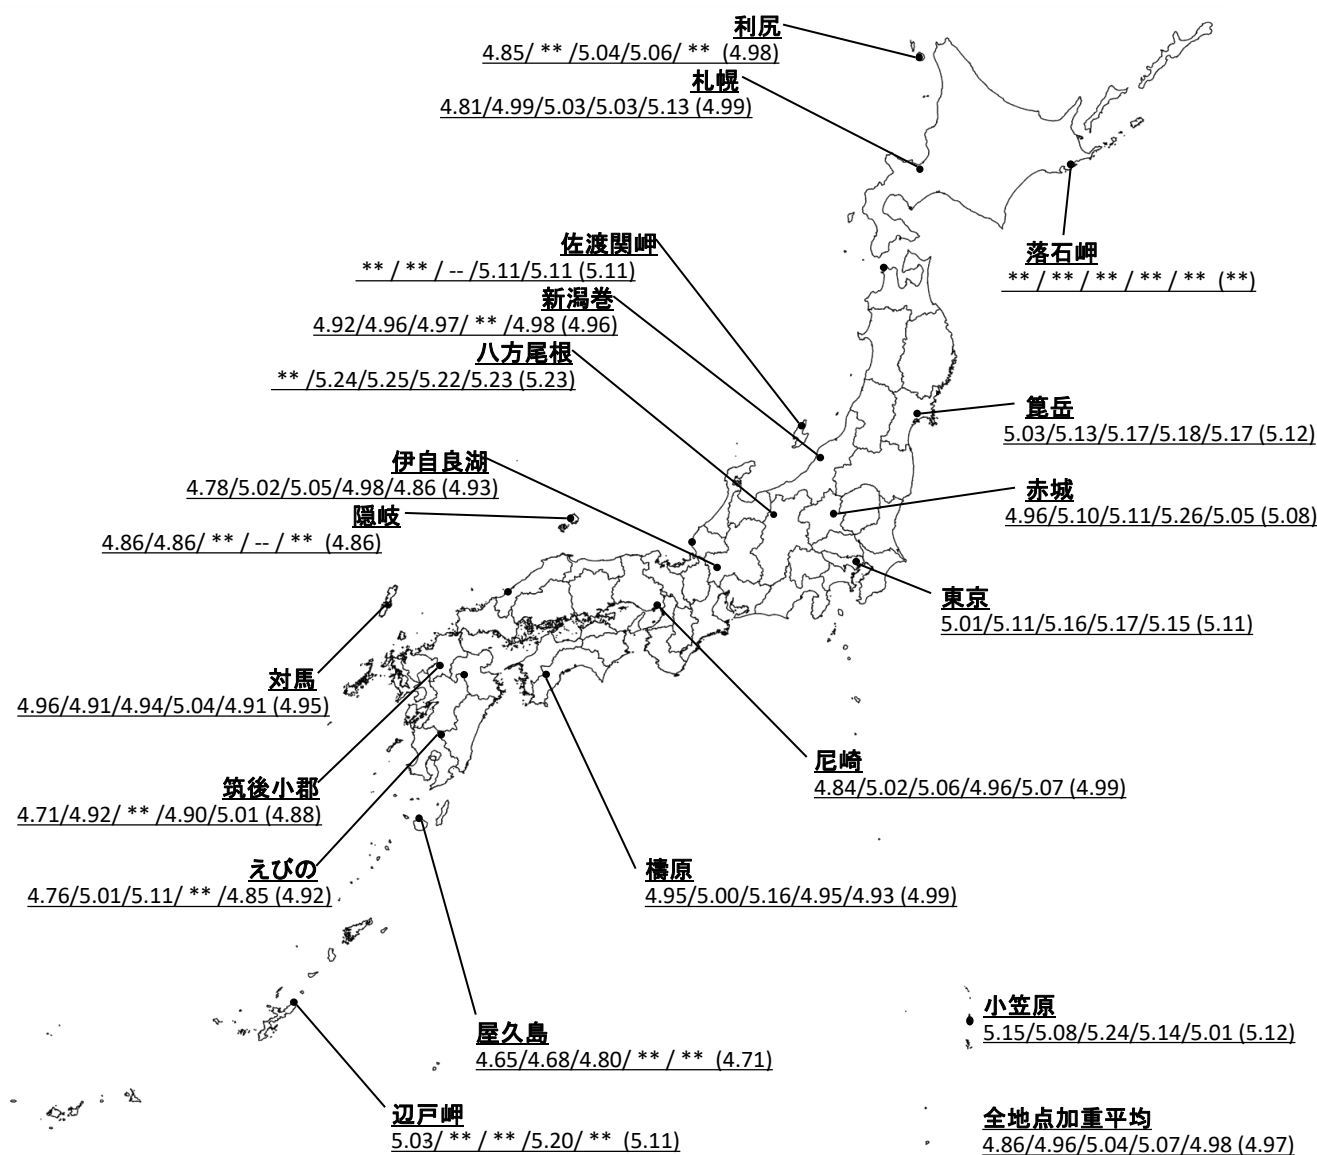 利尻
4.85/ ** /5.04/5.06/ ** (4.98)
札幌
4.81/4.99/5.03/5.03/5.13 (4.99)
落石岬
** / ** / ** / ** / ** (**)
佐渡関岬
** / ** / -- /5.11/5.11 (5.11)
新潟巻
4.92/4.96/4.97/ ** /4.98 (4.96)
八方尾根
** /5.24/5.25/5.22/5.23 (5.23)
箟岳
5.03/5.13/5.17/5.18/5.17 (5.12)
伊自良湖
4.78/5.02/5.05/4.98/4.86 (4.93)
赤城
4.96/5.10/5.11/5.26/5.05 (5.08)
隠岐
4.86/4.86/ ** / -- / ** (4.86)
東京
5.01/5.11/5.16/5.17/5.15 (5.11)
対馬
4.96/4.91/4.94/5.04/4.91 (4.95)
尼崎
4.84/5.02/5.06/4.96/5.07 (4.99)
筑後小郡
4.71/4.92/ ** /4.90/5.01 (4.88)
えびの
4.76/5.01/5.11/ ** /4.85 (4.92)
檮原
4.95/5.00/5.16/4.95/4.93 (4.99)
屋久島
4.65/4.68/4.80/ ** / ** (4.71)
小笠原
5.15/5.08/5.24/5.14/5.01 (5.12)
辺戸岬
5.03/ ** / ** /5.20/ ** (5.11)
全地点加重平均
4.86/4.96/5.04/5.07/4.98 (4.97)